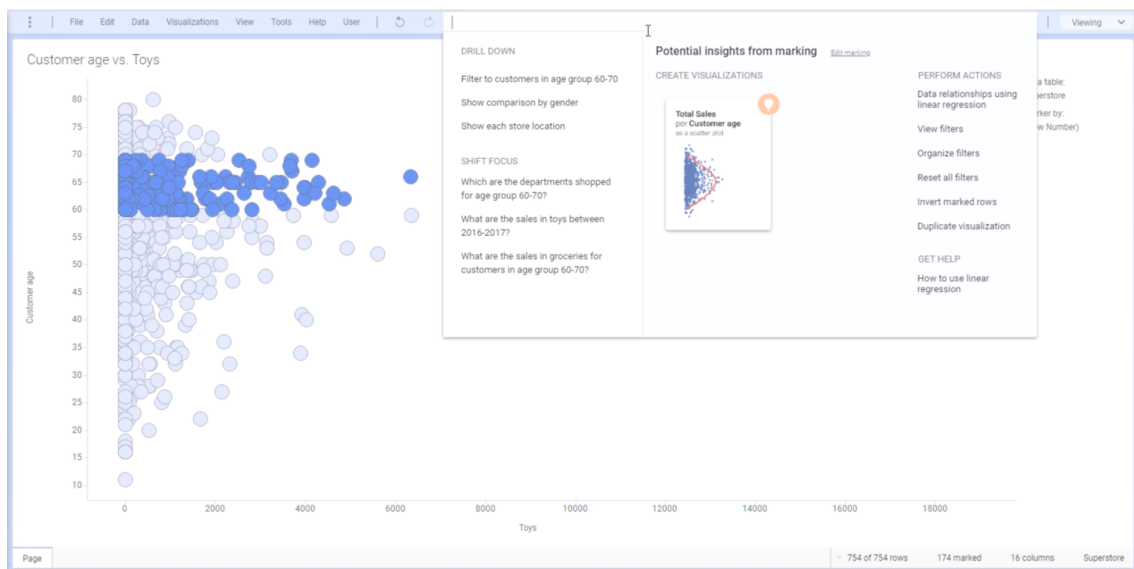 File Edit Data Visualizations View Tools Help User
Viewing
Customer age vs. Toys
DRILL DOWN
Filter to customers in age group 60-70
Show comparison by gender
Show each store location
SHIFT FOCUS
Which are the departments shopped
for age group 60-70?
What are the sales in toys between
2016-2017?
What are the sales in groceries for
customers in age group 60-70?
Potential insights from marking Edit marking
CREATE VISUALIZATIONS
Total Sales
per Customer age
as a scatter plot
PERFORM ACTIONS
Data relationships using
linear regression
View filters
Organize filters
Reset all filters
Invert marked rows
Duplicate visualization
GET HELP
How to use linear
regression
a table:
perstore
rker by:
w Number)
Customer age
80
75
70
65
60
55
50
45
40
35
30
25
20
15
10
0 2000 4000 6000 8000 10000 12000 14000 16000 18000
Toys
Page
754 of 754 rows 174 marked 16 columns Superstore